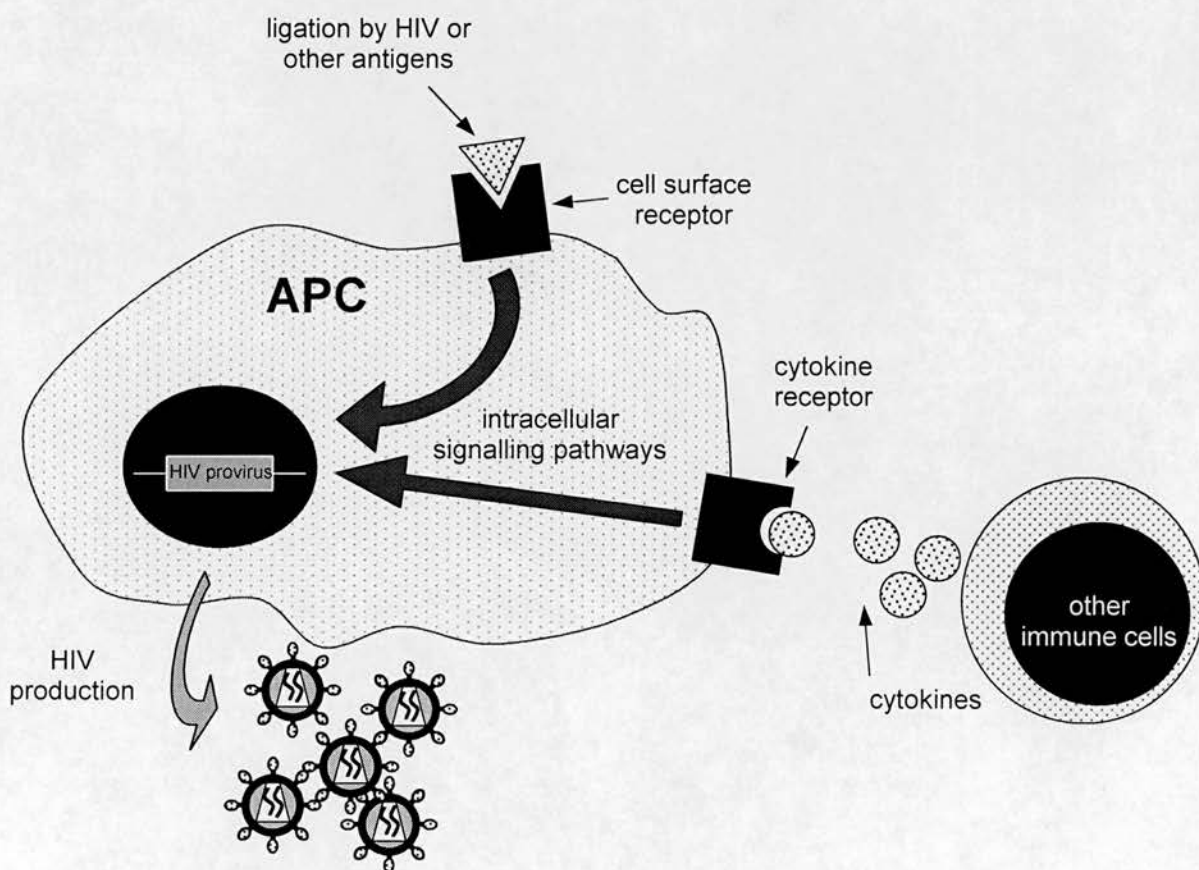 ligation by HIV or
other antigens
cell surface
receptor
APC
cytokine
receptor
intracellular
signalling pathways
HIV provirus
other
immune cells
HIV
production
cytokines